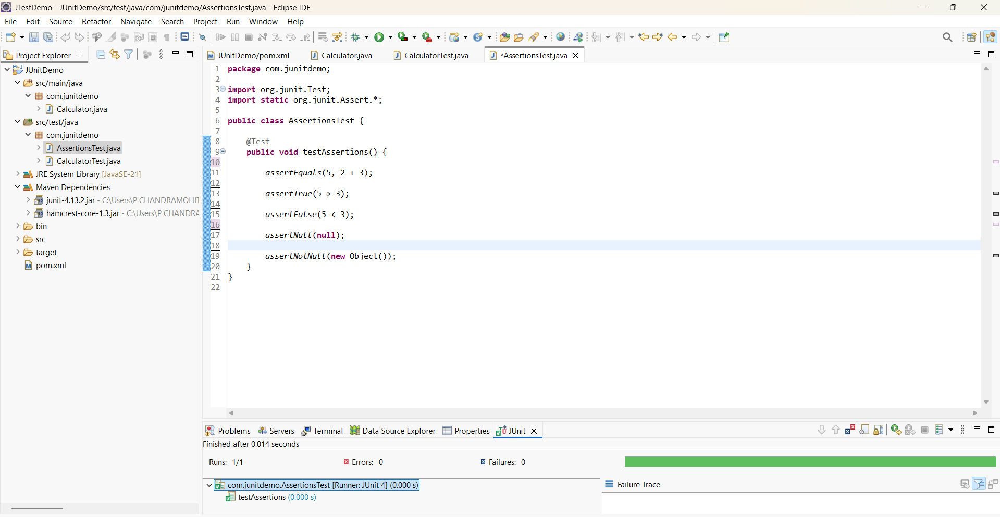 JTestDemo - JUnitDemo/src/test/java/com/junitdemo/AssertionsTest.java - Eclipse IDE
File Edit Source Refactor Navigate Search Project Run Window Help
Project Explorer
JUnitDemo
src/main/java
com.junitdemo
Calculator.java
src/test/java
com.junitdemo
AssertionsTest.java
CalculatorTest.java
JRE System Library [JavaSE-21]
Maven Dependencies
junit-4.13.2.jar - C:\Users\P CHANDRAMOHIT
hamcrest-core-1.3.jar - C:\Users\P CHANDRA
bin
src
target
pom.xml
JUnitDemo/pom.xml Calculator.java CalculatorTest.java *AssertionsTest.java
1 package com.junitdemo;
2
3 import org.junit.Test;
4 import static org.junit.Assert.*;
5
6 public class AssertionsTest {
7
8 @Test
9 public void testAssertions() {
10
11 assertEquals(5, 2 + 3);
12
13 assertTrue(5 > 3);
14
15 assertFalse(5 < 3);
16
17 assertNull(null);
18
19 assertNotNull(new Object());
20 }
21 }
22
Problems Servers Terminal Data Source Explorer Properties JUnit
Finished after 0.014 seconds
Runs: 1/1 Errors: 0 Failures: 0
com.junitdemo.AssertionsTest [Runner: JUnit 4] (0.000 s)
testAssertions (0.000 s)
Failure Trace